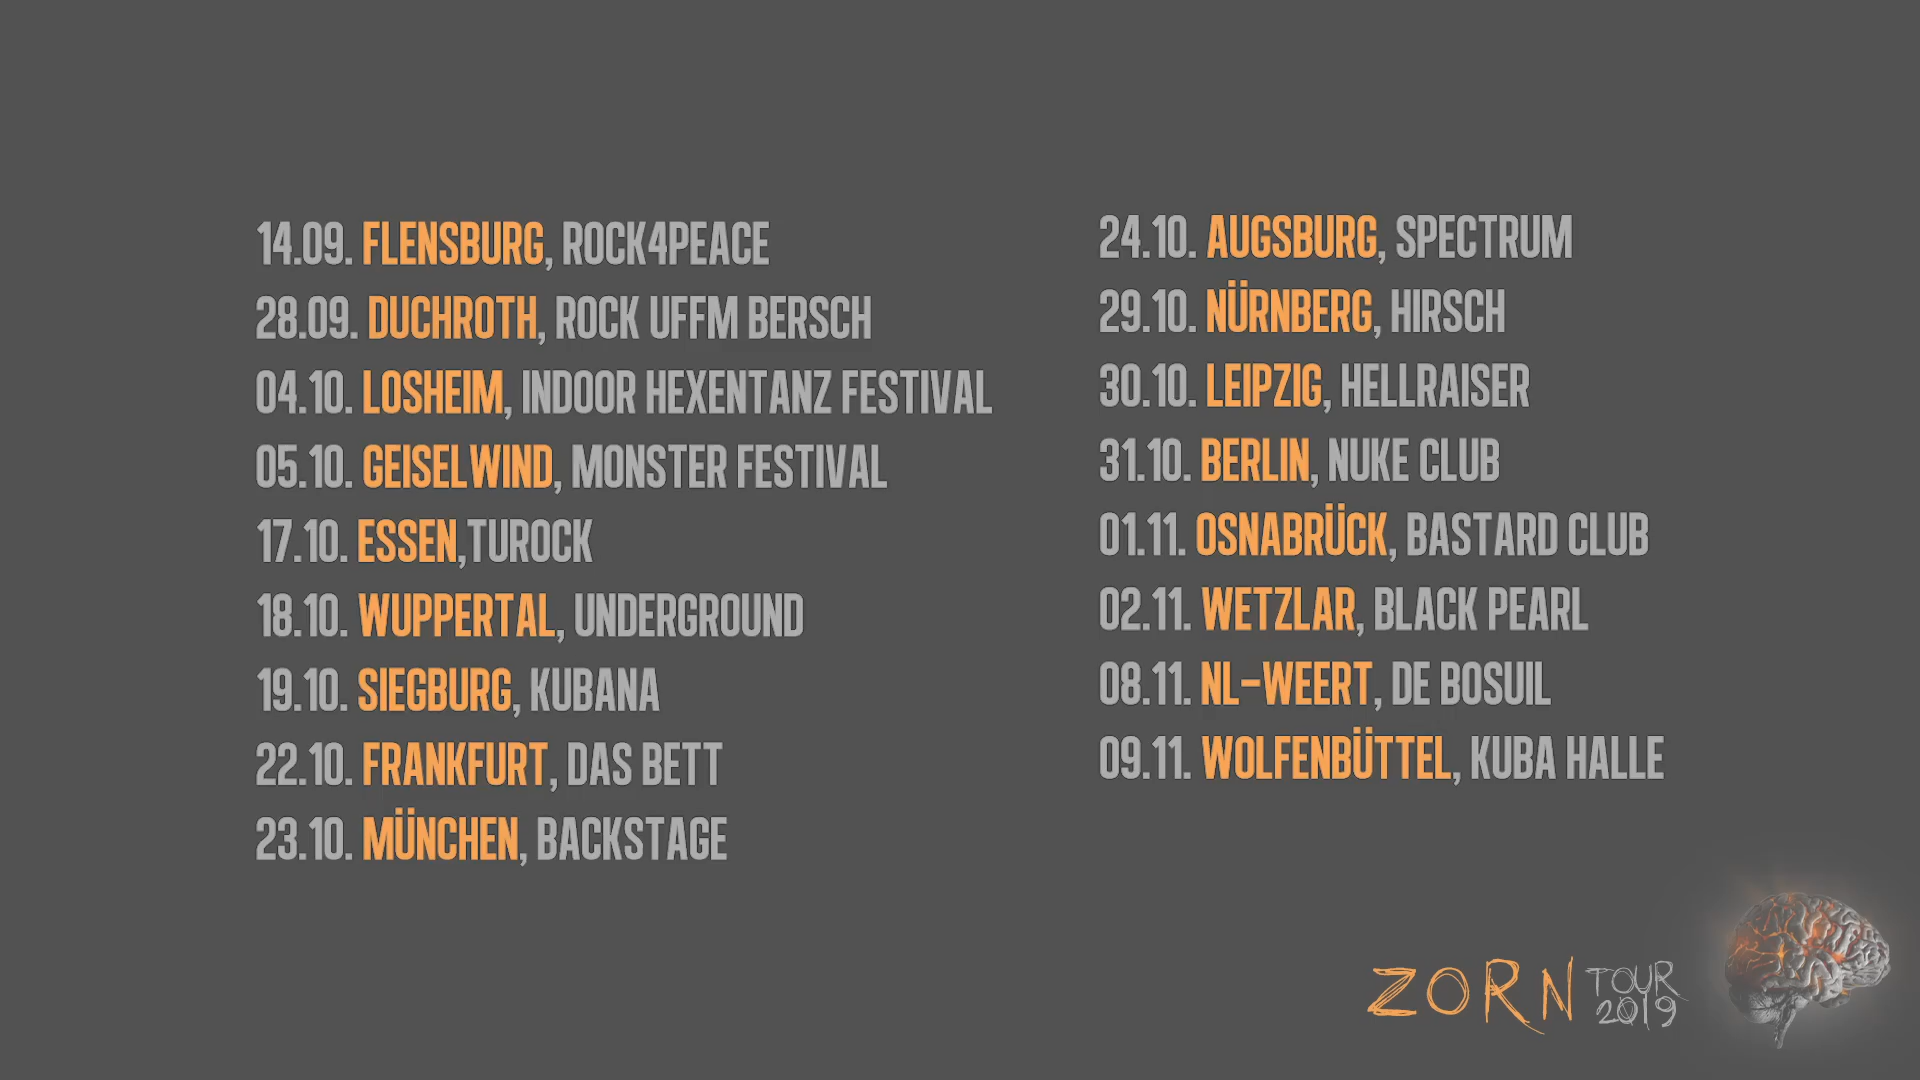 14.09. FLENSBURG, ROCK4PEACE
28.09. DUCHROTH, ROCK UFFM BERSCH
04.10. LOSHEIM, INDOOR HEXENTANZ FESTIVAL
05.10. GEISELWIND, MONSTER FESTIVAL
17.10. ESSEN,TUROCK
18.10. WUPPERTAL, UNDERGROUND
19.10. SIEGBURG, KUBANA
22.10. FRANKFURT, DAS BETT
23.10. MÜNCHEN, BACKSTAGE
24.10. AUGSBURG, SPECTRUM
29.10. NÜRNBERG, HIRSCH
30.10. LEIPZIG, HELLRAISER
31.10. BERLIN, NUKE CLUB
01.11. OSNABRÜCK, BASTARD CLUB
02.11. WETZLAR, BLACK PEARL
08.11. NL-WEERT, DE BOSUIL
09.11. WOLFENBÜTTEL, KUBA HALLE
ZORN TOUR
2019